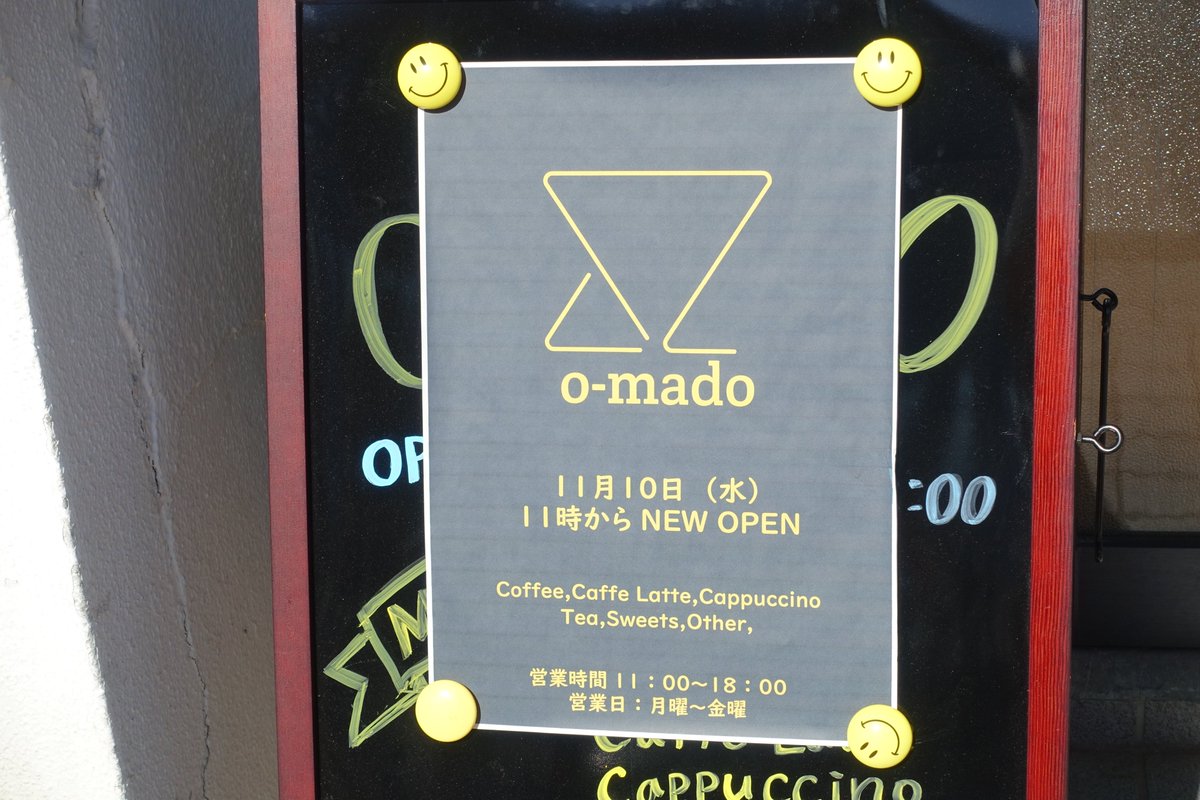 o-mado
11月10日（水）
11時から NEW OPEN
Coffee,Caffe Latte,Cappuccino
Tea,Sweets,Other,
営業時間 11：00～18：00
営業日：月曜～金曜
OP
:00
M
Cappuccino